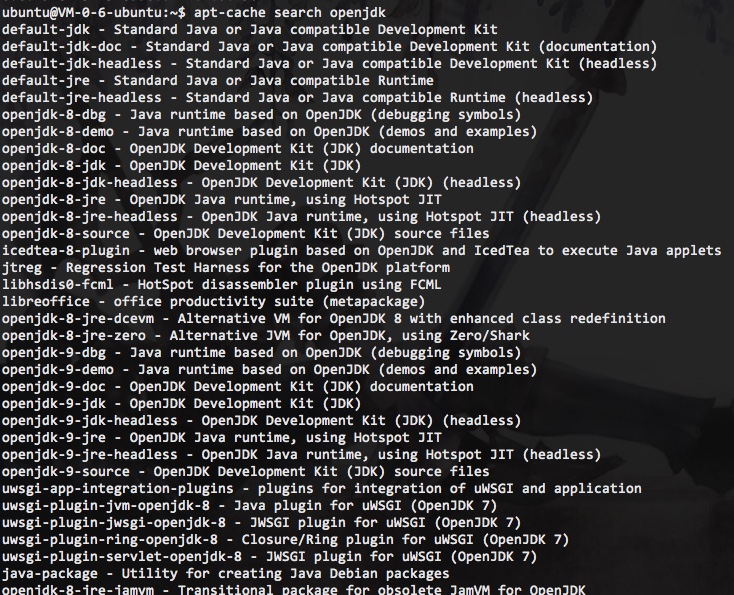 ubuntu@VM-0-6-ubuntu:~$ apt-cache search openjdk
default-jdk - Standard Java or Java compatible Development Kit
default-jdk-doc - Standard Java or Java compatible Development Kit (documentation)
default-jdk-headless - Standard Java or Java compatible Development Kit (headless)
default-jre - Standard Java or Java compatible Runtime
default-jre-headless - Standard Java or Java compatible Runtime (headless)
openjdk-8-dbg - Java runtime based on OpenJDK (debugging symbols)
openjdk-8-demo - Java runtime based on OpenJDK (demos and examples)
openjdk-8-doc - OpenJDK Development Kit (JDK) documentation
openjdk-8-jdk - OpenJDK Development Kit (JDK)
openjdk-8-jdk-headless - OpenJDK Development Kit (JDK) (headless)
openjdk-8-jre - OpenJDK Java runtime, using Hotspot JIT
openjdk-8-jre-headless - OpenJDK Java runtime, using Hotspot JIT (headless)
openjdk-8-source - OpenJDK Development Kit (JDK) source files
icedtea-8-plugin - web browser plugin based on OpenJDK and IcedTea to execute Java applets
jtreg - Regression Test Harness for the OpenJDK platform
libhsdis0-fcml - HotSpot disassembler plugin using FCML
libreoffice - office productivity suite (metapackage)
openjdk-8-jre-dcevm - Alternative VM for OpenJDK 8 with enhanced class redefinition
openjdk-8-jre-zero - Alternative JVM for OpenJDK, using Zero/Shark
openjdk-9-dbg - Java runtime based on OpenJDK (debugging symbols)
openjdk-9-demo - Java runtime based on OpenJDK (demos and examples)
openjdk-9-doc - OpenJDK Development Kit (JDK) documentation
openjdk-9-jdk - OpenJDK Development Kit (JDK)
openjdk-9-jdk-headless - OpenJDK Development Kit (JDK) (headless)
openjdk-9-jre - OpenJDK Java runtime, using Hotspot JIT
openjdk-9-jre-headless - OpenJDK Java runtime, using Hotspot JIT (headless)
openjdk-9-source - OpenJDK Development Kit (JDK) source files
uwsgi-app-integration-plugins - plugins for integration of uWSGI and application
uwsgi-plugin-jvm-openjdk-8 - Java plugin for uWSGI (OpenJDK 7)
uwsgi-plugin-jwsgi-openjdk-8 - JWSGI plugin for uWSGI (OpenJDK 7)
uwsgi-plugin-ring-openjdk-8 - Closure/Ring plugin for uWSGI (OpenJDK 7)
uwsgi-plugin-servlet-openjdk-8 - JWSGI plugin for uWSGI (OpenJDK 7)
java-package - Utility for creating Java Debian packages
openjdk-8-jre-jamvm - Transitional package for obsolete JamVM for OpenJDK